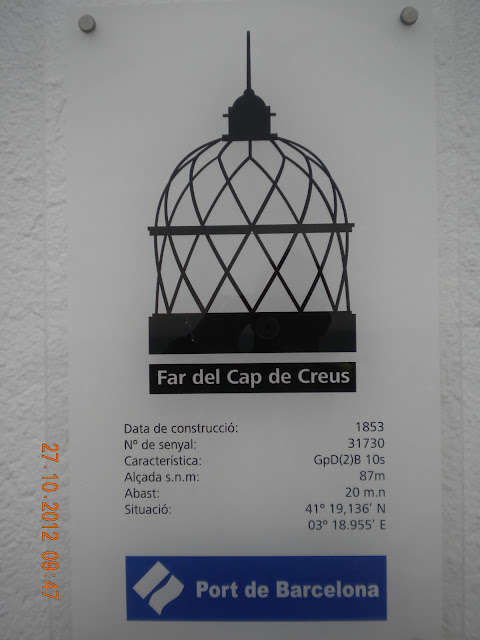 Far del Cap de Creus
Data de construcció: 1853
Nº de senyal: 31730
Característica: GpD(2)B 10s
Alçada s.n.m: 87m
Abast: 20 m.n
Situació: 41º 19,136' N
03º 18.955' E
Port de Barcelona
27.10.2012 09:47